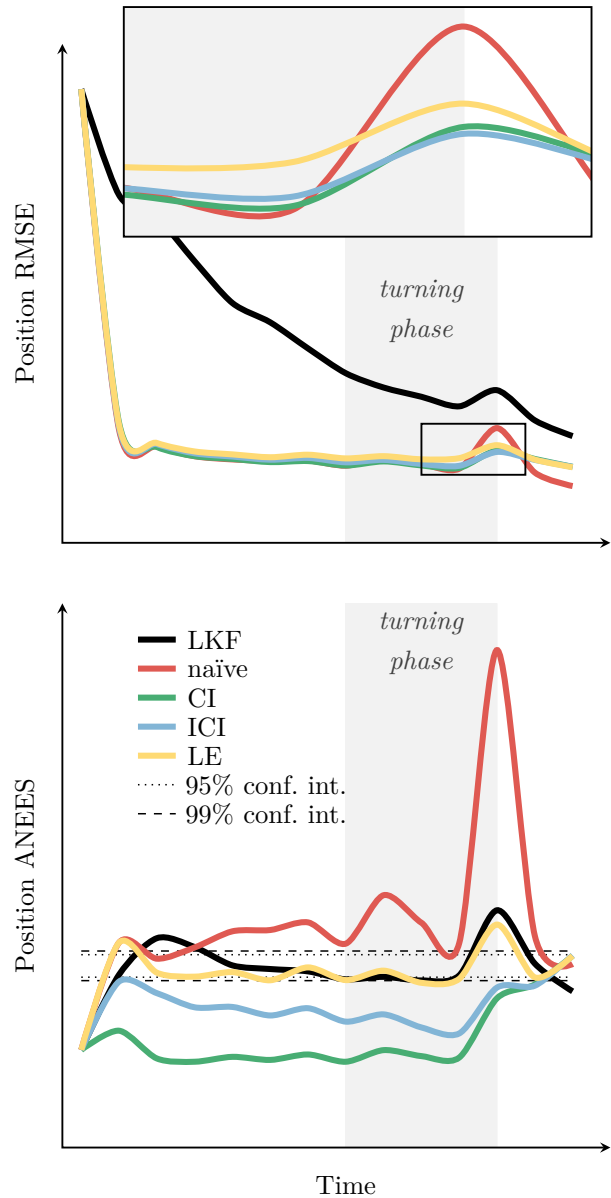 Position RMSE
turning
phase
turning
phase
LKF
naïve
CI
ICI
LE
95% conf. int.
99% conf. int.
Position ANEES
Time